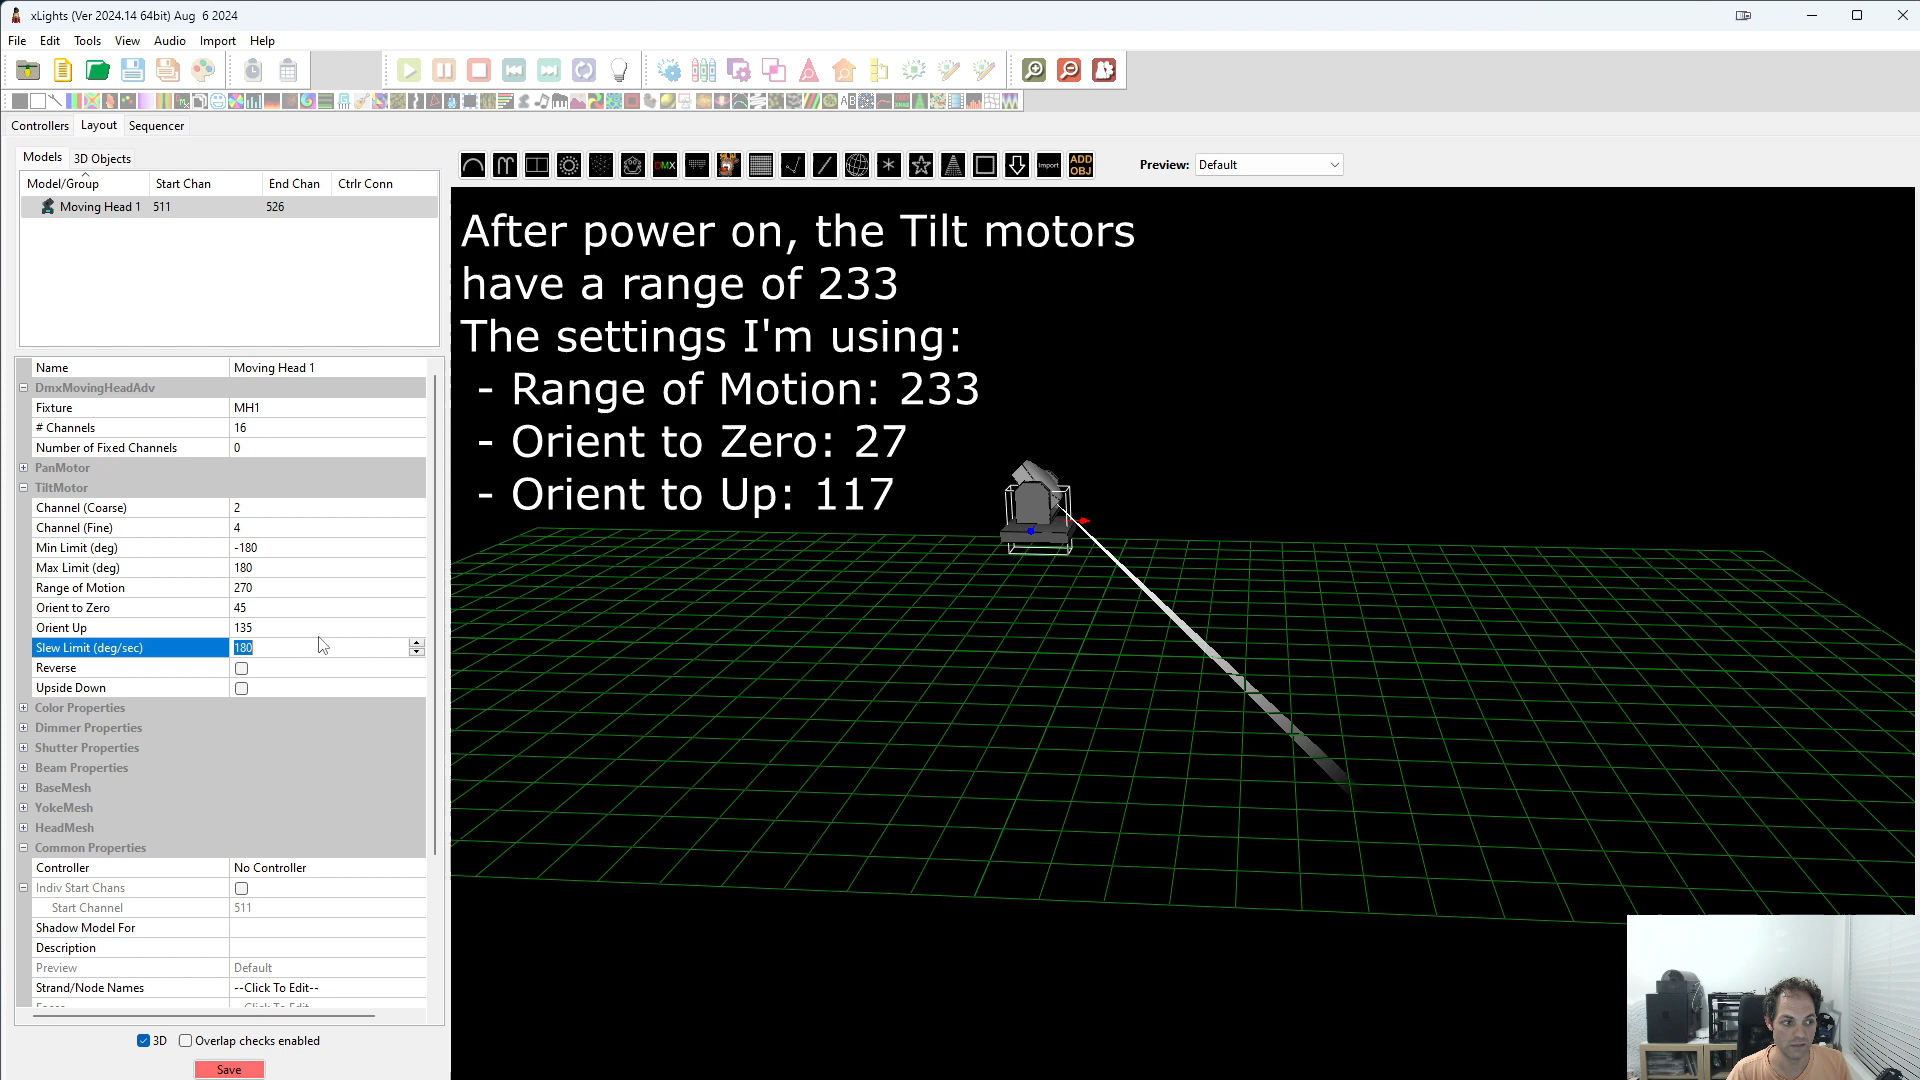 xLights (Ver 2024.14 64bit) Aug  6 2024
File Edit Tools View Audio Import Help
Controllers Layout Sequencer
Models 3D Objects
DMX
Import
ADD OBJ
Preview: Default
Model/Group Start Chan End Chan Ctrlr Conn
Moving Head 1 511 526
After power on, the Tilt motors
have a range of 233
The settings I'm using:
- Range of Motion: 233
- Orient to Zero: 27
- Orient to Up: 117
Name Moving Head 1
DmxMovingHeadAdv
Fixture MH1
# Channels 16
Number of Fixed Channels 0
PanMotor
TiltMotor
Channel (Coarse) 2
Channel (Fine) 4
Min Limit (deg) -180
Max Limit (deg) 180
Range of Motion 270
Orient to Zero 45
Orient Up 135
Slew Limit (deg/sec) 180
Reverse
Upside Down
Color Properties
Dimmer Properties
Shutter Properties
Beam Properties
BaseMesh
YokeMesh
HeadMesh
Common Properties
Controller No Controller
Indiv Start Chans
Start Channel 511
Shadow Model For
Description
Preview Default
Strand/Node Names --Click To Edit--
3D Overlap checks enabled
Save